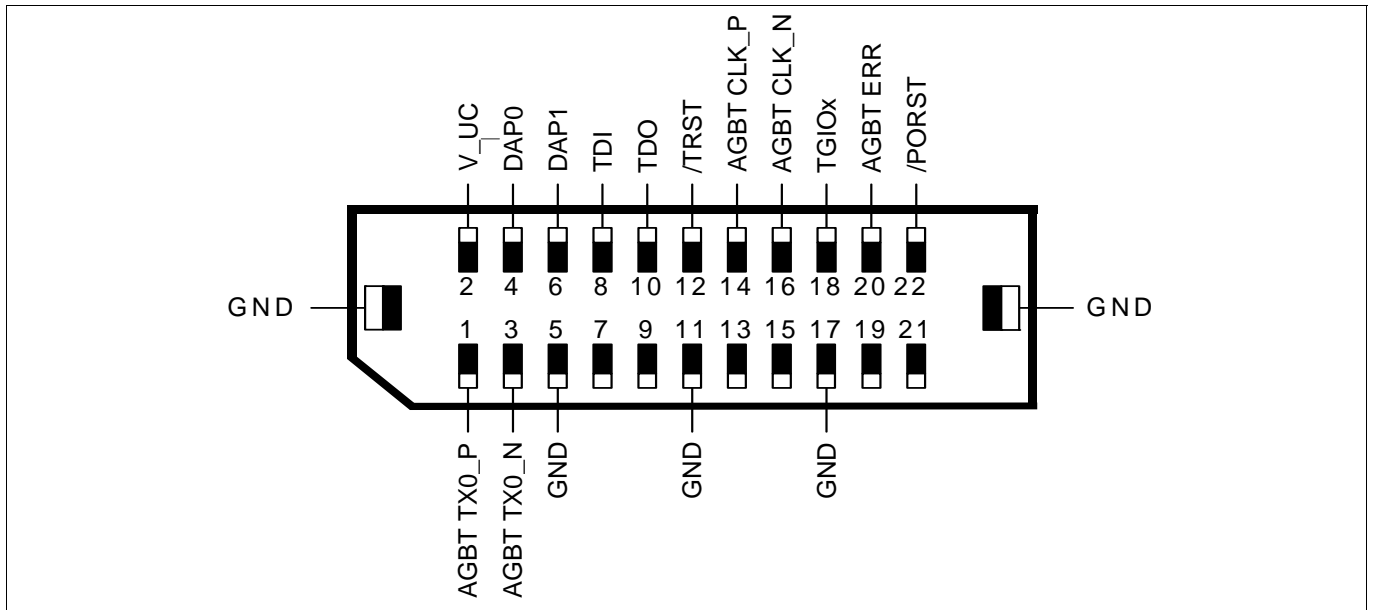 V_UC
DAP0
DAP1
TDI
TDO
/TRST
AGBT CLK_P
AGBT CLK_N
TGIOx
AGBT ERR
/PORST
2 4 6 8 10 12 14 16 18 20 22
GND
GND
1 3 5 7 9 11 13 15 17 19 21
AGBT TX0_P
AGBT TX0_N
GND
GND
GND